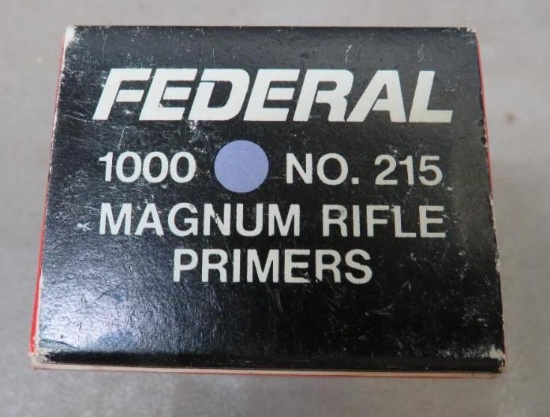 FEDERAL
1000 NO. 215
MAGNUM RIFLE
PRIMERS